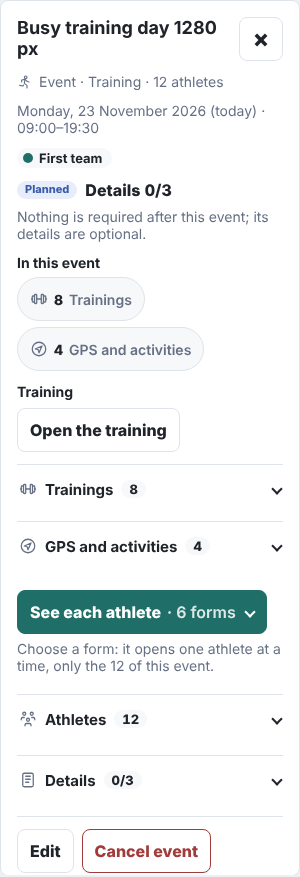 Busy training day 1280
px
Event · Training · 12 athletes
Monday, 23 November 2026 (today) ·
09:00–19:30
First team
Planned Details 0/3
Nothing is required after this event; its
details are optional.
In this event
8 Trainings
4 GPS and activities
Training
Open the training
Trainings 8
GPS and activities 4
See each athlete · 6 forms
Choose a form: it opens one athlete at a
time, only the 12 of this event.
Athletes 12
Details 0/3
Edit Cancel event